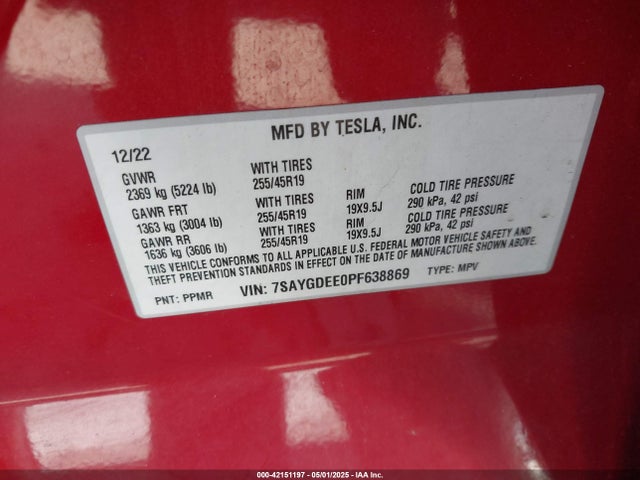 MFD BY TESLA, INC.
12/22
GVWR WITH TIRES
2369 kg (5224 lb) 255/45R19
GAWR FRT WITH TIRES RIM COLD TIRE PRESSURE
1363 kg (3004 lb) 255/45R19 19X9.5J 290 kPa, 42 psi
GAWR RR WITH TIRES RIM COLD TIRE PRESSURE
1636 kg (3606 lb) 255/45R19 19X9.5J 290 kPa, 42 psi
THIS VEHICLE CONFORMS TO ALL APPLICABLE U.S. FEDERAL MOTOR VEHICLE SAFETY AND
THEFT PREVENTION STANDARDS IN EFFECT ON THE DATE OF MANUFACTURE SHOWN ABOVE.
PNT: PPMR VIN: 7SAYGDEE0PF638869 TYPE: MPV
000-42151197 - 05/01/2025 - IAA Inc.